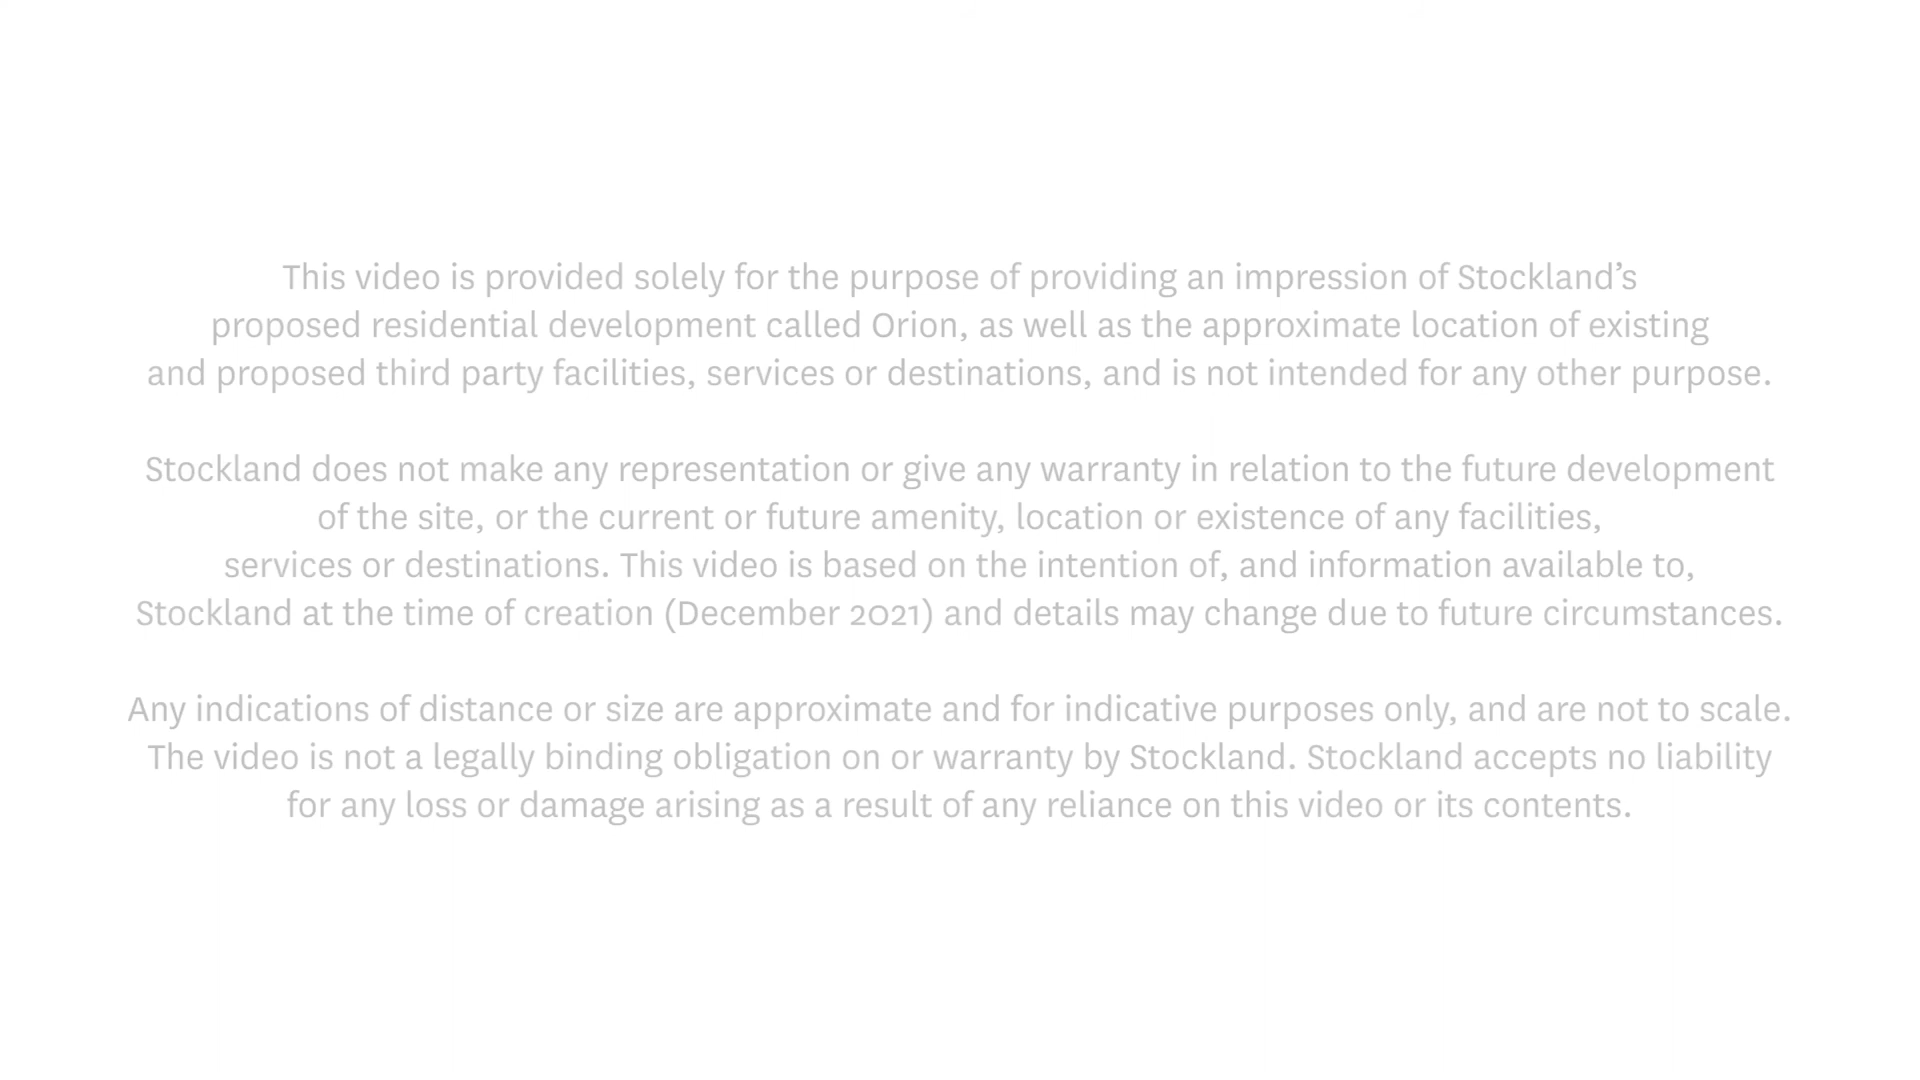 This video is provided solely for the purpose of providing an impression of Stockland’s
proposed residential development called Orion, as well as the approximate location of existing
and proposed third party facilities, services or destinations, and is not intended for any other purpose.
Stockland does not make any representation or give any warranty in relation to the future development
of the site, or the current or future amenity, location or existence of any facilities,
services or destinations. This video is based on the intention of, and information available to,
Stockland at the time of creation (December 2021) and details may change due to future circumstances.
Any indications of distance or size are approximate and for indicative purposes only, and are not to scale.
The video is not a legally binding obligation on or warranty by Stockland. Stockland accepts no liability
for any loss or damage arising as a result of any reliance on this video or its contents.